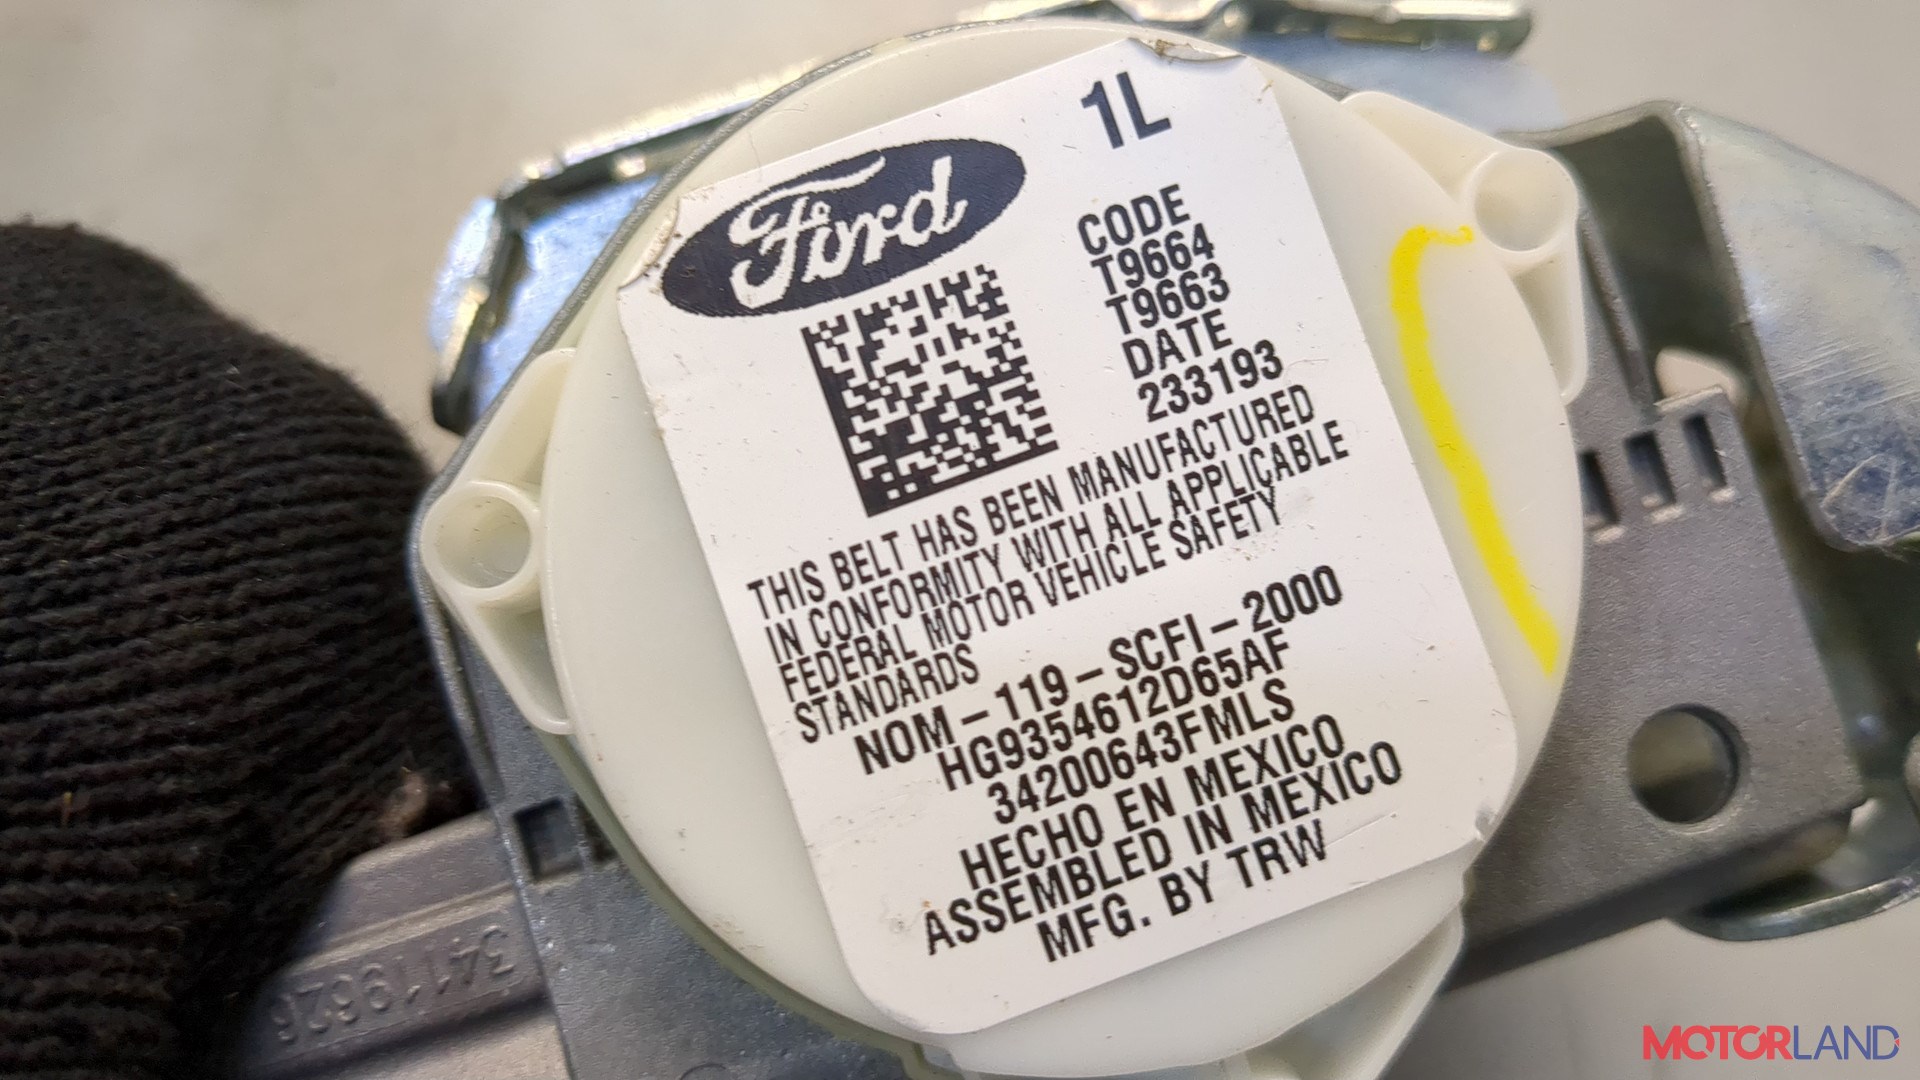 1L
Ford
CODE
T9664
T9663
DATE
233193
THIS BELT HAS BEEN MANUFACTURED
IN CONFORMITY WITH ALL APPLICABLE
FEDERAL MOTOR VEHICLE SAFETY
STANDARDS
NOM-119-SCFI-2000
HG9354612D65AF
34200643FMLS
HECHO EN MEXICO
ASSEMBLED IN MEXICO
MFG. BY TRW
MOTORLAND